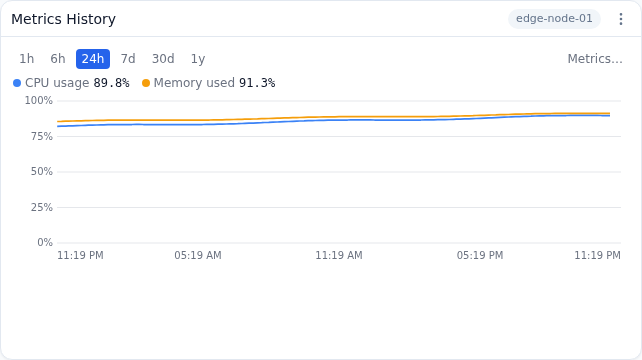 Metrics History edge-node-01
1h 6h 24h 7d 30d 1y Metrics...
CPU usage 89.8% Memory used 91.3%
100%
75%
50%
25%
0%
11:19 PM 05:19 AM 11:19 AM 05:19 PM 11:19 PM